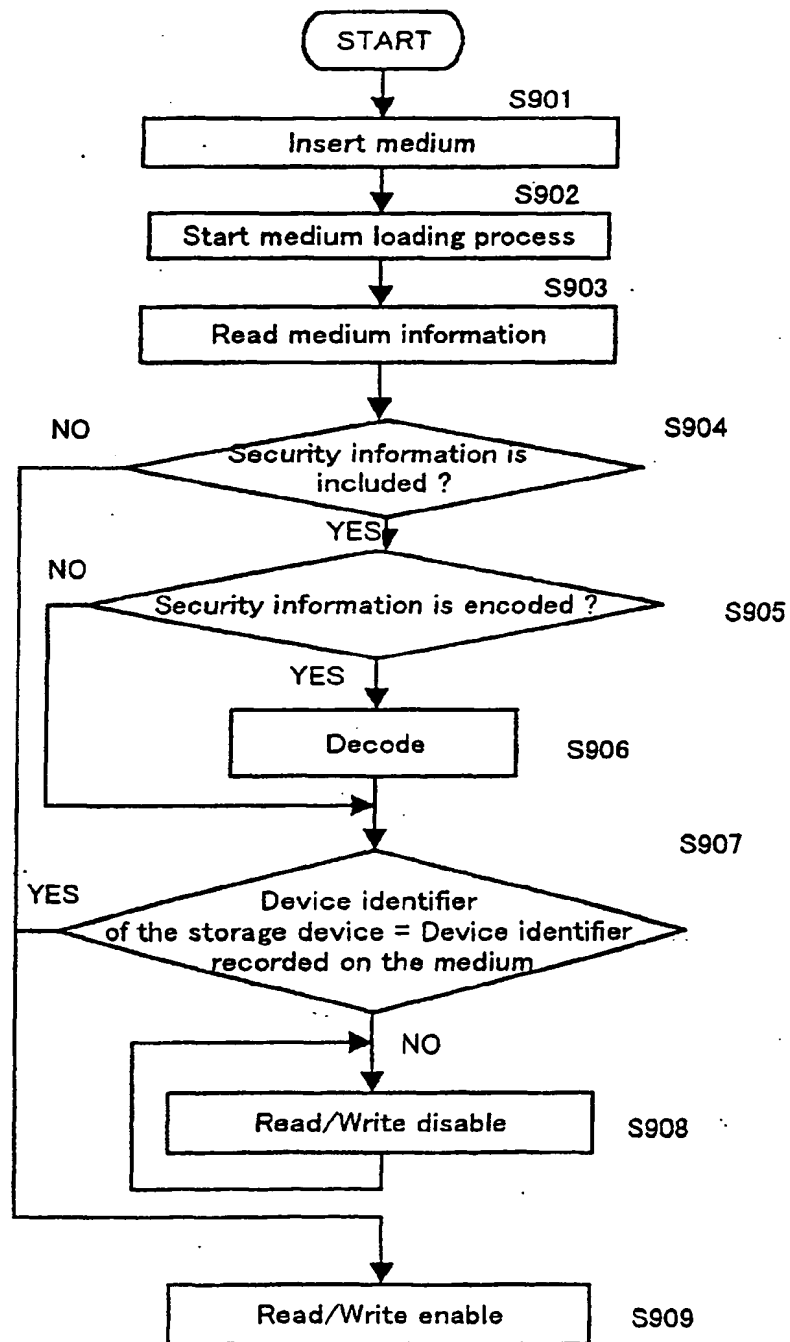 START
S901
Insert medium
S902
Start medium loading process
S903
Read medium information
NO
S904
Security information is
included ?
YES
NO
Security information is encoded ?
S905
YES
Decode
S906
S907
YES
Device identifier
of the storage device = Device identifier
recorded on the medium
NO
Read/Write disable
S908
Read/Write enable
S909